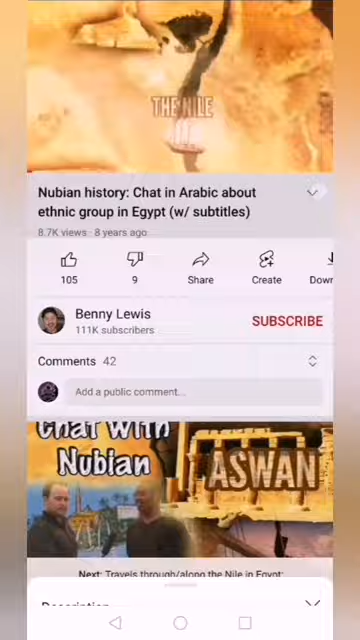 THE NILE
Nubian history: Chat in Arabic about
ethnic group in Egypt (w/ subtitles)
8.7K views · 8 years ago
105
9
Share
Create
Down
Benny Lewis
111K subscribers
SUBSCRIBE
Comments 42
Add a public comment...
Chat with
Nubian
ASWAN
Next: Travels through/along the Nile in Egypt:
Description